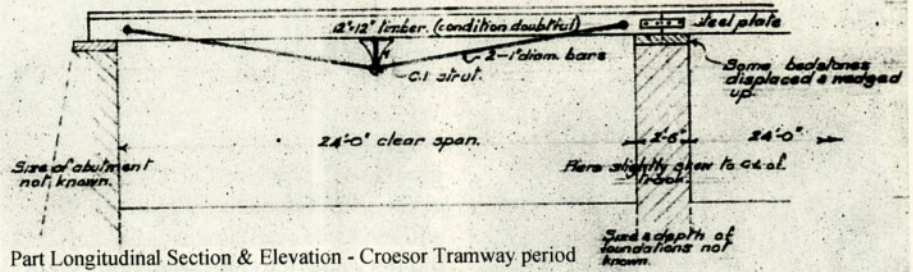 12"×12" timber. (condition doubtful)
steel plate
2–1"diam. bars
C.I strut.
Some bedstones
displaced & wedged
up.
24'-0" clear span.
2'-6"
24'-0"
Size of abutment
not known.
Piers slightly skew to C.L. of
track.
Size & depth of
foundations not
known.
Part Longitudinal Section & Elevation - Croesor Tramway period